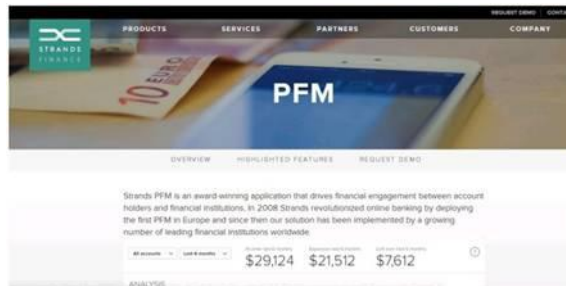 REQUEST DEMO
PRODUCTS SERVICES PARTNERS CUSTOMERS COMPANY
STRANDS
FINANCE
10 EURO
PFM
OVERVIEW HIGHLIGHTED FEATURES REQUEST DEMO
Strands PFM is an award-winning application that drives financial engagement between account
holders and financial institutions. In 2008 Strands revolutionized online banking by deploying
the first PFM in Europe and since then our solution has been implemented by a growing
number of leading financial institutions worldwide.
All accounts Last 6 months
$29,124 $21,512 $7,612
ANALYSIS